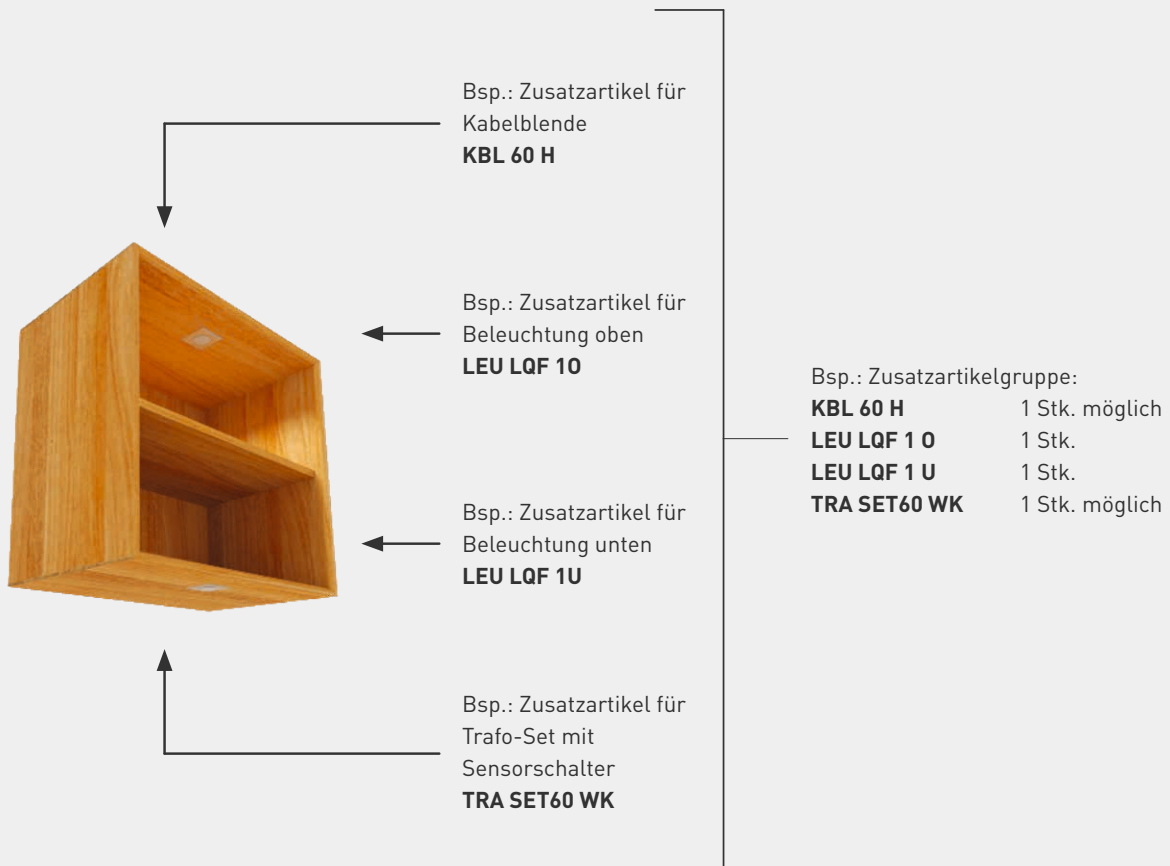 Bsp.: Zusatzartikel für
Kabelblende
KBL 60 H
Bsp.: Zusatzartikel für
Beleuchtung oben
LEU LQF 1O
Bsp.: Zusatzartikel für
Beleuchtung unten
LEU LQF 1U
Bsp.: Zusatzartikel für
Trafo-Set mit
Sensorschalter
TRA SET60 WK
Bsp.: Zusatzartikelgruppe:
KBL 60 H 1 Stk. möglich
LEU LQF 1 O 1 Stk.
LEU LQF 1 U 1 Stk.
TRA SET60 WK 1 Stk. möglich